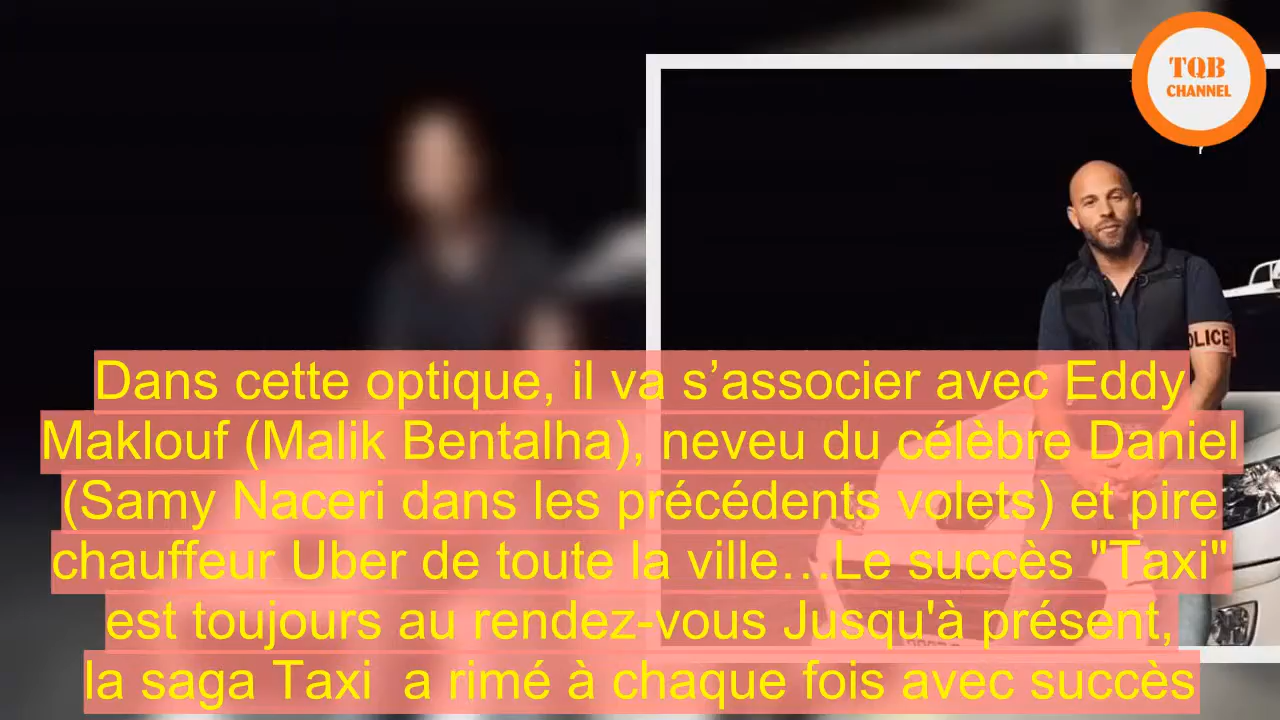 TQB
CHANNEL
OLICE
Dans cette optique, il va s’associer avec Eddy
Maklouf (Malik Bentalha), neveu du célèbre Daniel
(Samy Naceri dans les précédents volets) et pire
chauffeur Uber de toute la ville…Le succès "Taxi"
est toujours au rendez-vous Jusqu'à présent,
la saga Taxi  a rimé à chaque fois avec succès